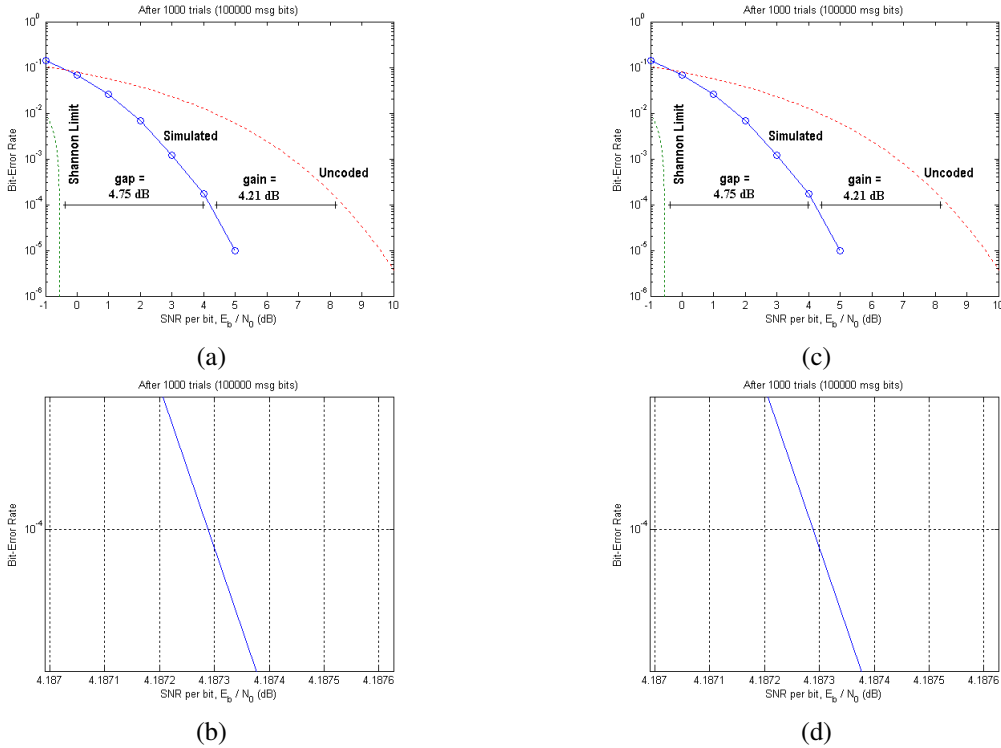 After 1000 trials (100000 msg bits)
10^0
10^-1
10^-2
10^-3
10^-4
10^-5
10^-6
Bit-Error Rate
Shannon Limit
Simulated
Uncoded
gap =
4.75 dB
gain =
4.21 dB
-1 0 1 2 3 4 5 6 7 8 9 10
SNR per bit, E_b / N_0 (dB)
(a)
After 1000 trials (100000 msg bits)
10^0
10^-1
10^-2
10^-3
10^-4
10^-5
10^-6
Bit-Error Rate
Shannon Limit
Simulated
Uncoded
gap =
4.75 dB
gain =
4.21 dB
-1 0 1 2 3 4 5 6 7 8 9 10
SNR per bit, E_b / N_0 (dB)
(c)
After 1000 trials (100000 msg bits)
Bit-Error Rate
10^-4
4.187 4.1871 4.1872 4.1873 4.1874 4.1875 4.1876
SNR per bit, E_b / N_0 (dB)
(b)
After 1000 trials (100000 msg bits)
Bit-Error Rate
10^-4
4.187 4.1871 4.1872 4.1873 4.1874 4.1875 4.1876
SNR per bit, E_b / N_0 (dB)
(d)